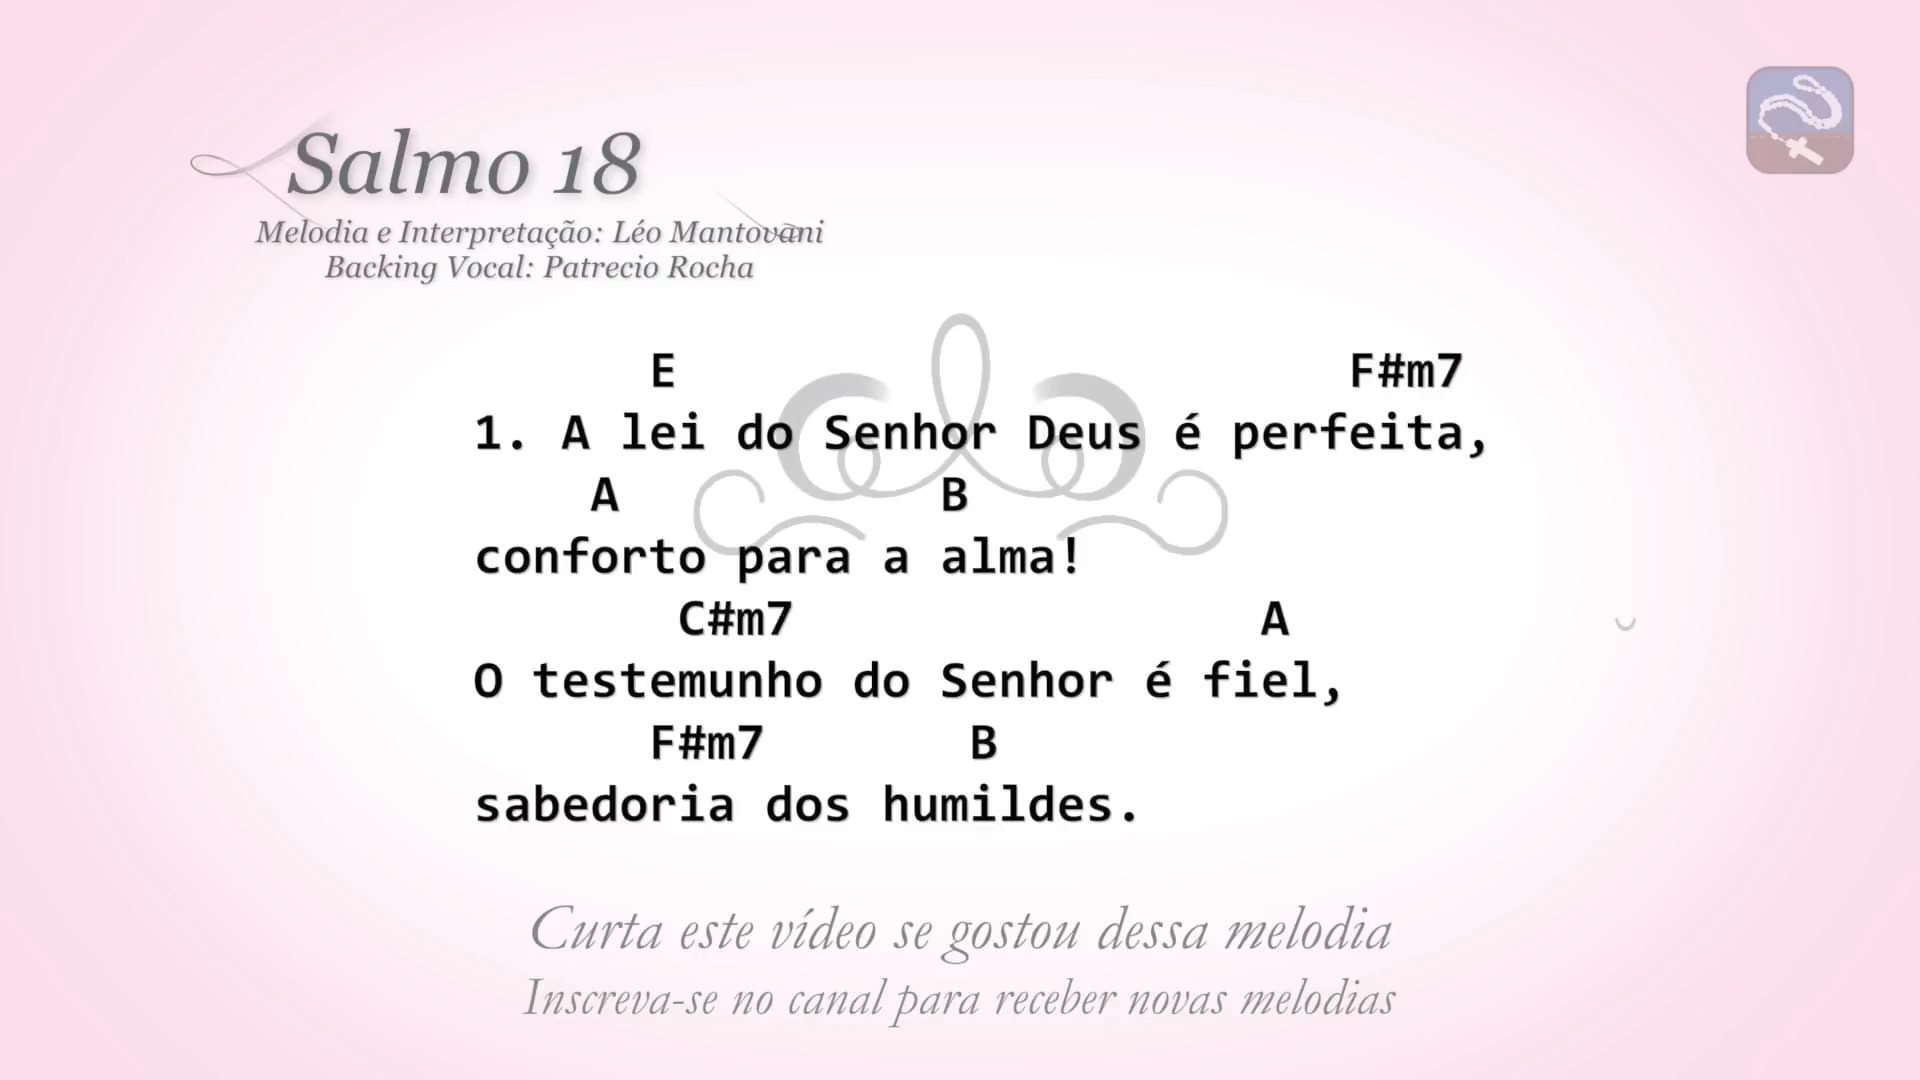 Salmo 18
Melodia e Interpretação: Léo Mantovani
Backing Vocal: Patrecio Rocha
E F#m7
1. A lei do Senhor Deus é perfeita,
A B
conforto para a alma!
C#m7 A
O testemunho do Senhor é fiel,
F#m7 B
sabedoria dos humildes.
Curta este vídeo se gostou dessa melodia
Inscreva-se no canal para receber novas melodias